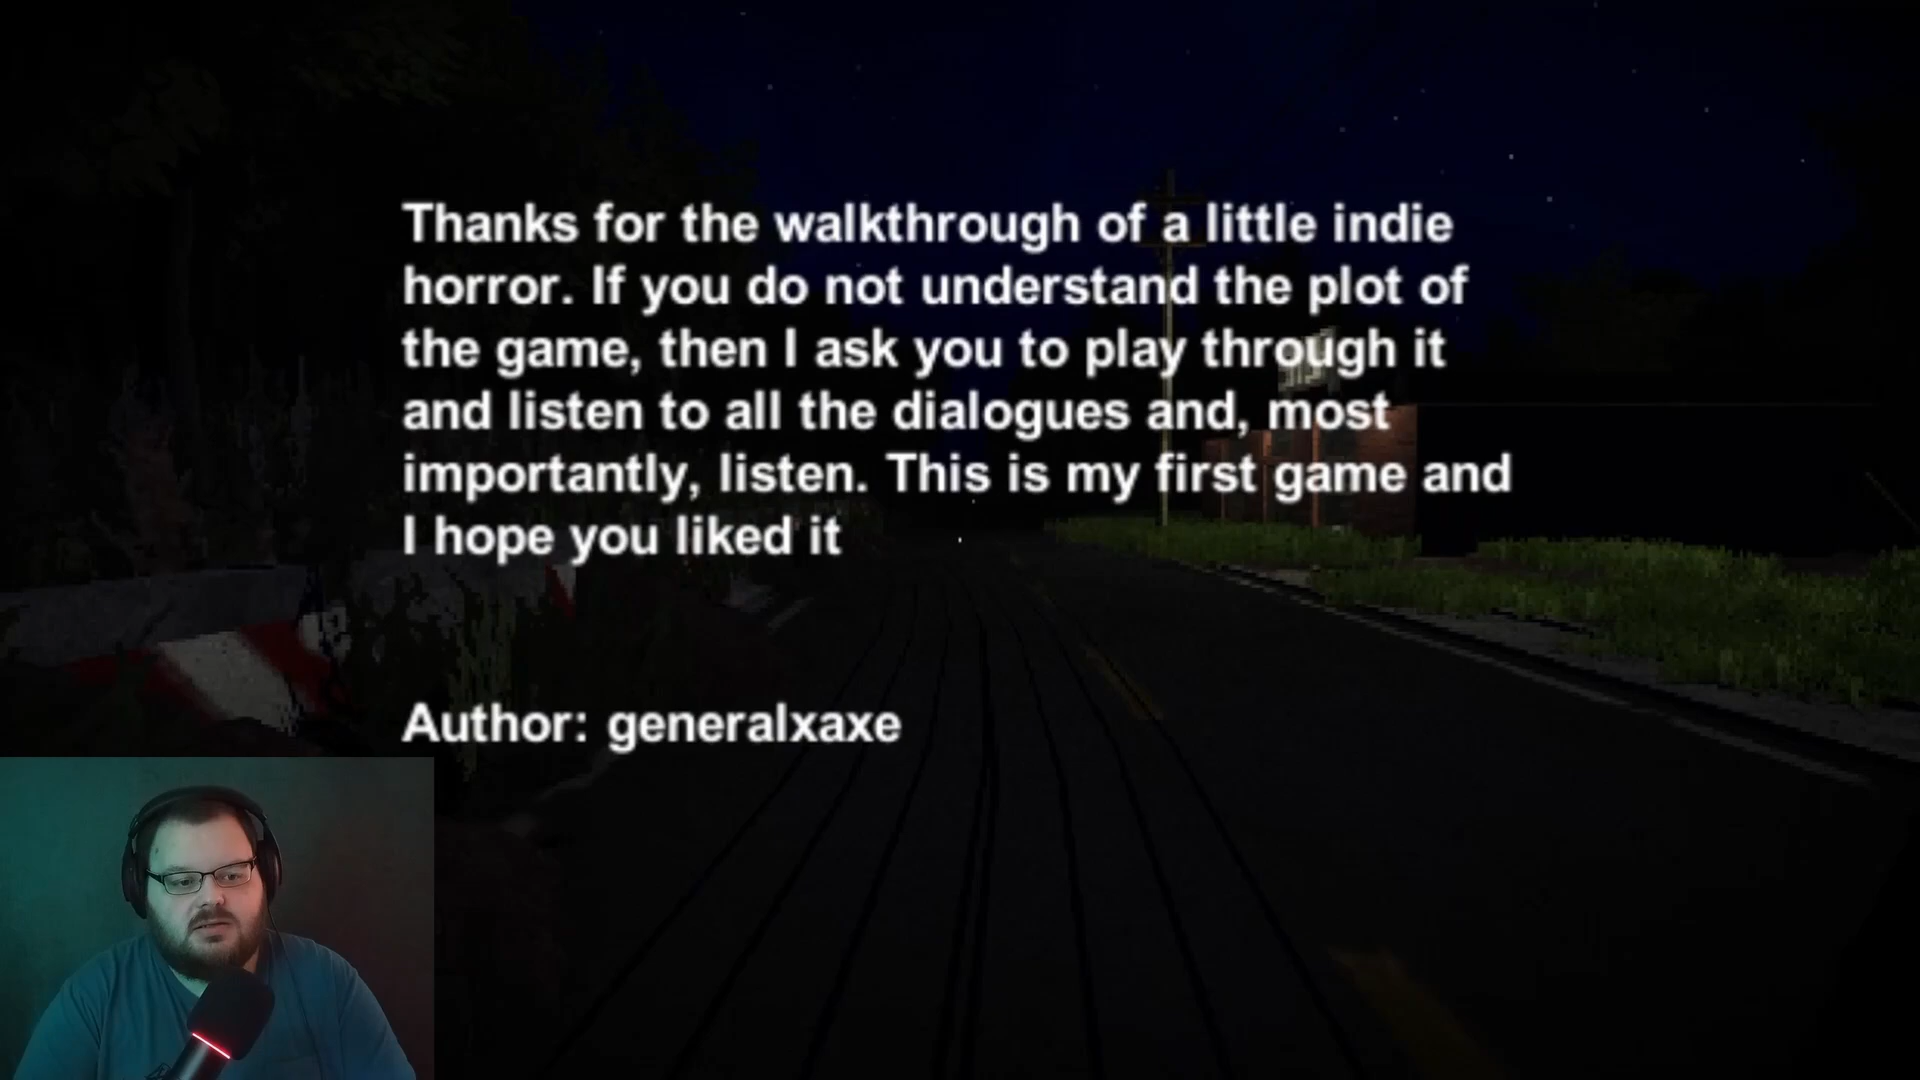 Thanks for the walkthrough of a little indie
horror. If you do not understand the plot of
the game, then I ask you to play through it
and listen to all the dialogues and, most
importantly, listen. This is my first game and
I hope you liked it
Author: generalxaxe